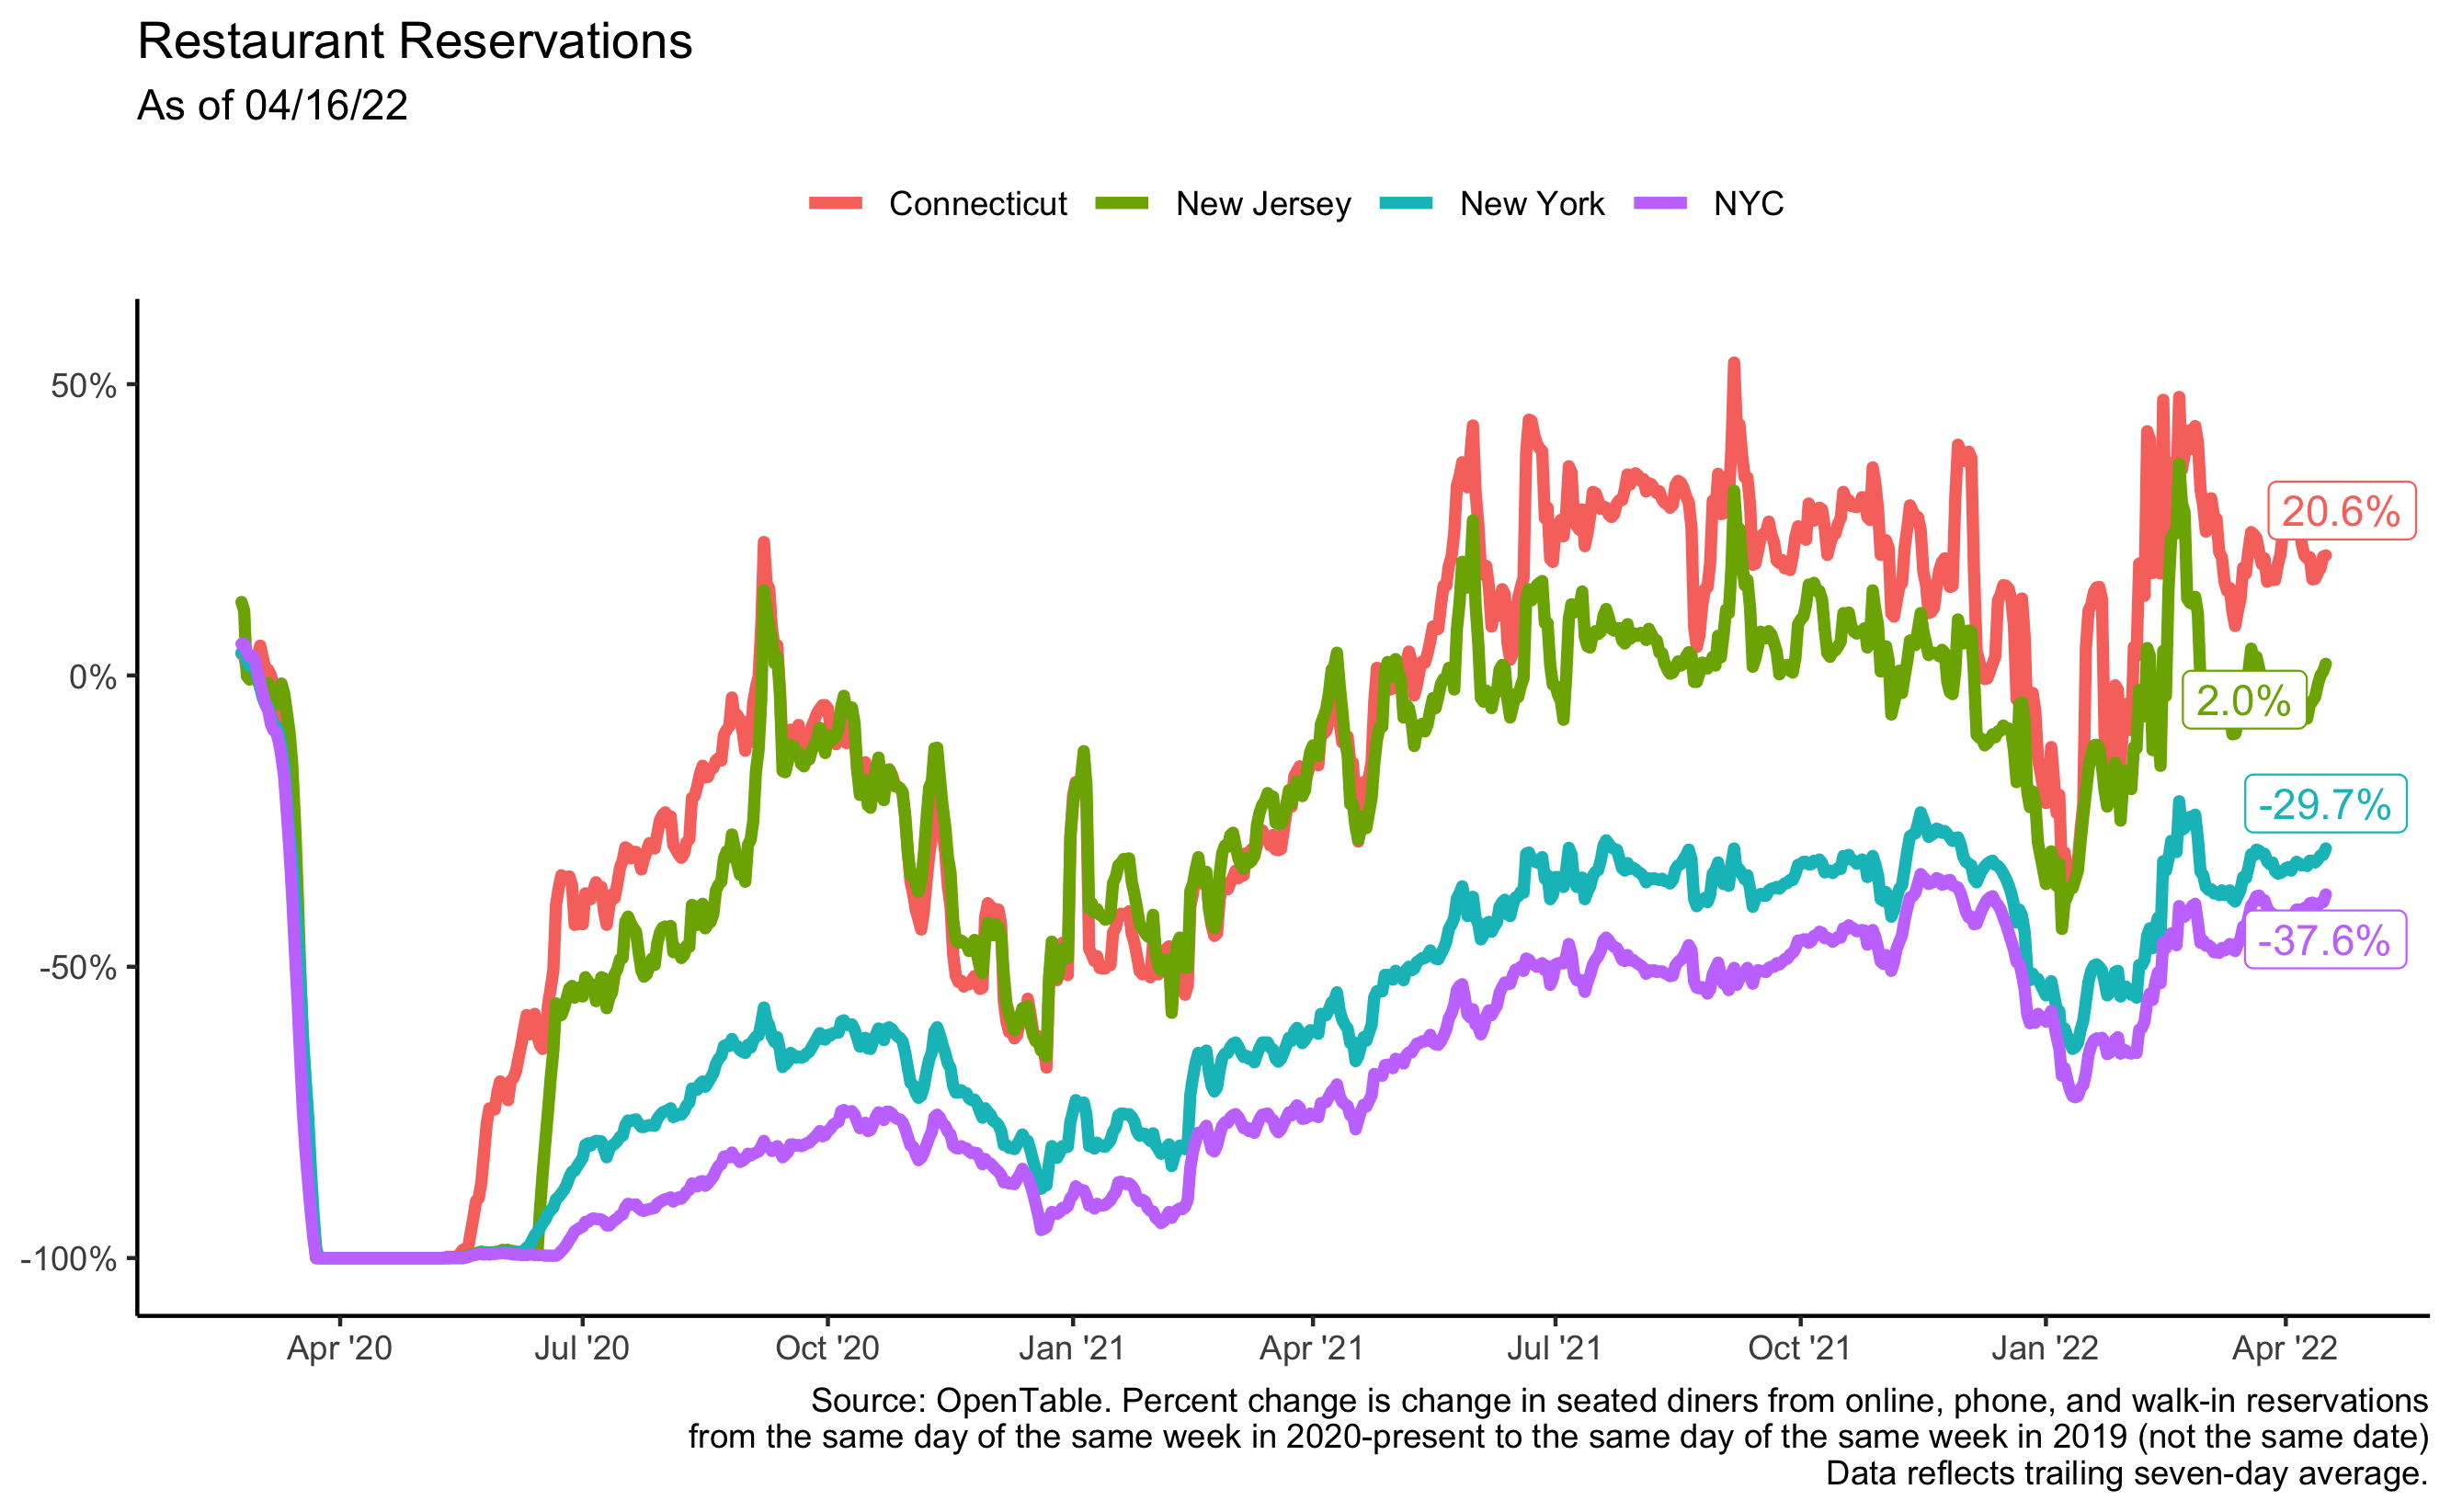 Restaurant Reservations
As of 04/16/22
Connecticut New Jersey New York NYC
50%
0%
-50%
-100%
20.6%
2.0%
-29.7%
-37.6%
Apr '20 Jul '20 Oct '20 Jan '21 Apr '21 Jul '21 Oct '21 Jan '22 Apr '22
Source: OpenTable. Percent change is change in seated diners from online, phone, and walk-in reservations
from the same day of the same week in 2020-present to the same day of the same week in 2019 (not the same date)
Data reflects trailing seven-day average.